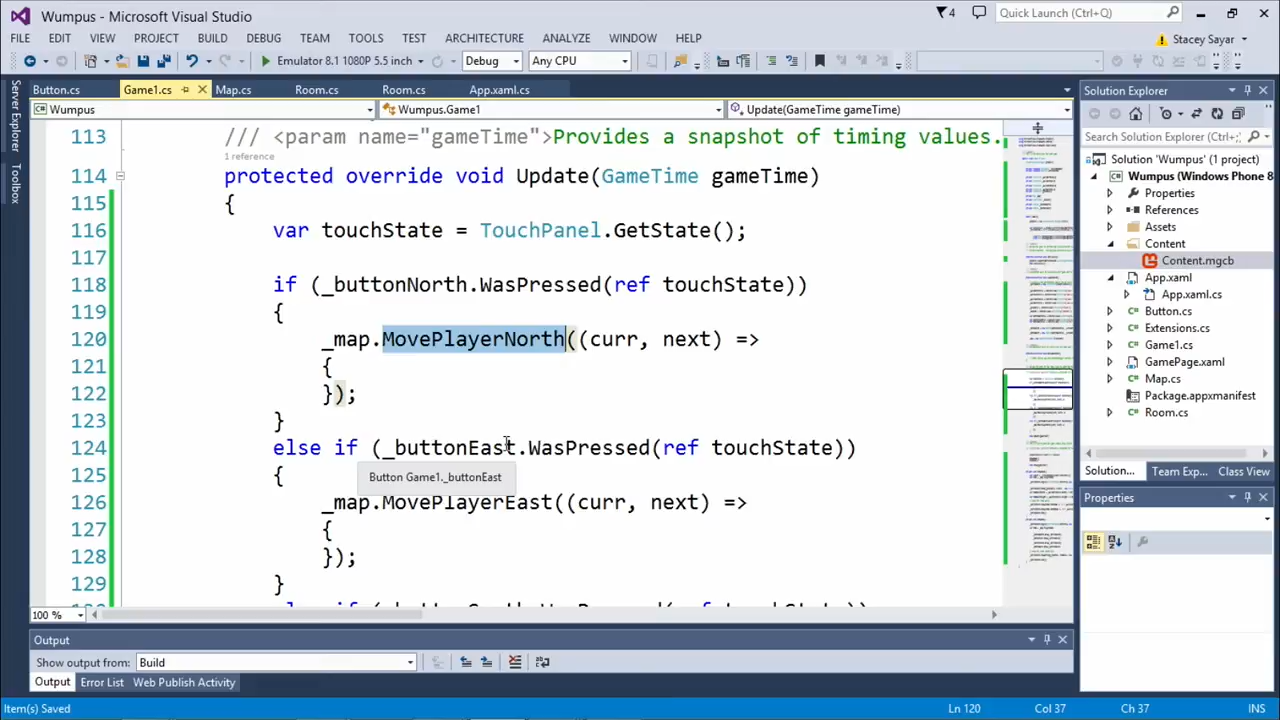 Wumpus - Microsoft Visual Studio
4
Quick Launch (Ctrl+Q)
FILE EDIT VIEW PROJECT BUILD DEBUG TEAM TOOLS TEST ARCHITECTURE ANALYZE WINDOW HELP
Stacey Sayar
Emulator 8.1 1080P 5.5 inch
Debug
Any CPU
Server Explorer
Toolbox
Button.cs
Game1.cs
Map.cs
Room.cs
Room.cs
App.xaml.cs
Wumpus
Wumpus.Game1
Update(GameTime gameTime)
113 /// <param name="gameTime">Provides a snapshot of timing values.
1 reference
114 protected override void Update(GameTime gameTime)
115 {
116 var touchState = TouchPanel.GetState();
117
118 if (_buttonNorth.WasPressed(ref touchState))
119 {
120 .MovePlayerNorth((curr, next) =>
121 {
122 });
123 }
124 else if (_buttonEast.WasPressed(ref touchState))
125 {
Button Game1._buttonEast
126 .MovePlayerEast((curr, next) =>
127 {
128 });
129 }
100 %
Output
Show output from: Build
Output Error List Web Publish Activity
Solution Explorer
Search Solution Explorer (Ctrl+;)
Solution 'Wumpus' (1 project)
Wumpus (Windows Phone 8
Properties
References
Assets
Content
Content.mgcb
App.xaml
App.xaml.cs
Button.cs
Extensions.cs
Game1.cs
GamePage
Map.cs
Package.appxmanifest
Room.cs
Solution... Team Exp... Class View
Properties
Item(s) Saved
Ln 120 Col 37 Ch 37 INS